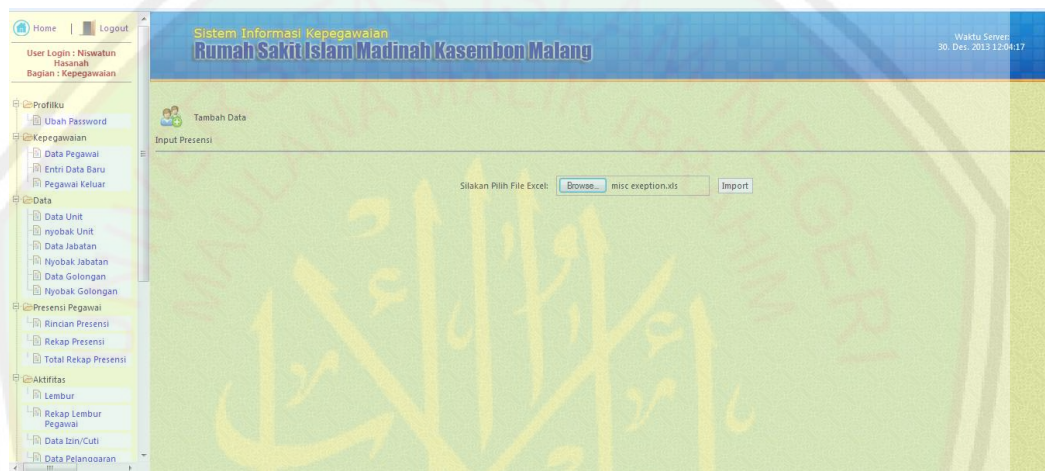 Home | Logout
User Login : Niswatun
Hasanah
Bagian : Kepegawaian
Profilku
Ubah Password
Kepegawaian
Data Pegawai
Entri Data Baru
Pegawai Keluar
Data
Data Unit
nyobak Unit
Data Jabatan
Nyobak Jabatan
Data Golongan
Nyobak Golongan
Presensi Pegawai
Rincian Presensi
Rekap Presensi
Total Rekap Presensi
Aktifitas
Lembur
Rekap Lembur
Pegawai
Data Izin/Cuti
Data Pelanggaran
Sistem Informasi Kepegawaian
Rumah Sakit Islam Madinah Kasembon Malang
Waktu Server:
30. Des. 2013 12:04:17
Tambah Data
Input Presensi
Silakan Pilih File Excel: Browse... misc exeption.xls Import